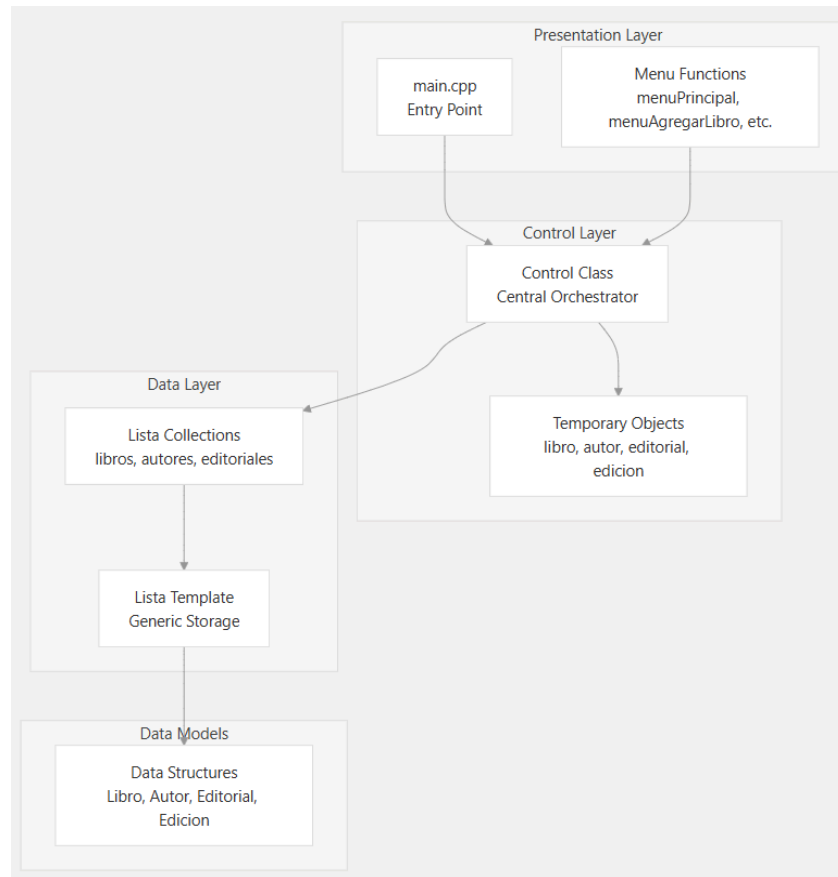 Presentation Layer
main.cpp
Entry Point
Menu Functions
menuPrincipal,
menuAgregarLibro, etc.
Control Layer
Control Class
Central Orchestrator
Temporary Objects
libro, autor, editorial,
edicion
Data Layer
Lista Collections
libros, autores, editoriales
Lista Template
Generic Storage
Data Models
Data Structures
Libro, Autor, Editorial,
Edicion